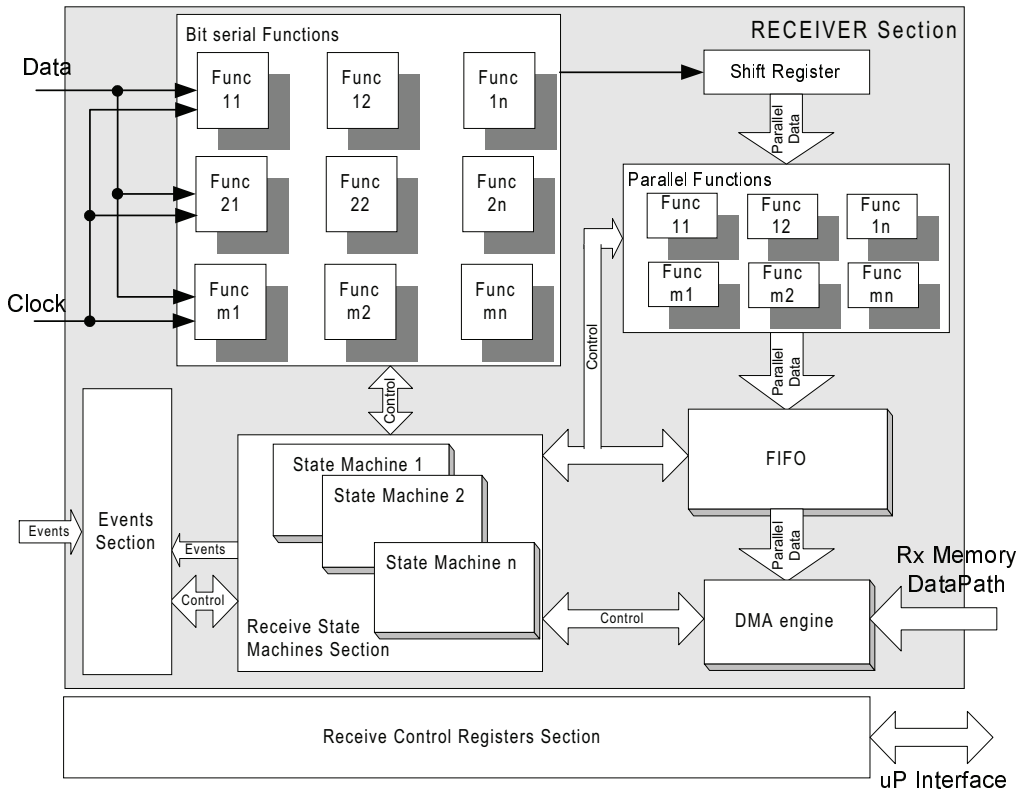 RECEIVER Section
Bit serial Functions
Data
Func
11
Func
12
Func
1n
Shift Register
Parallel
Data
Func
21
Func
22
Func
2n
Parallel Functions
Func
11
Func
12
Func
1n
Func
m1
Func
m2
Func
mn
Clock
Func
m1
Func
m2
Func
mn
Control
Control
Parallel
Data
FIFO
State Machine 1
State Machine 2
State Machine n
Events
Events
Section
Events
Control
Receive State
Machines Section
Parallel
Data
Control
DMA engine
Rx Memory
DataPath
Receive Control Registers Section
uP Interface